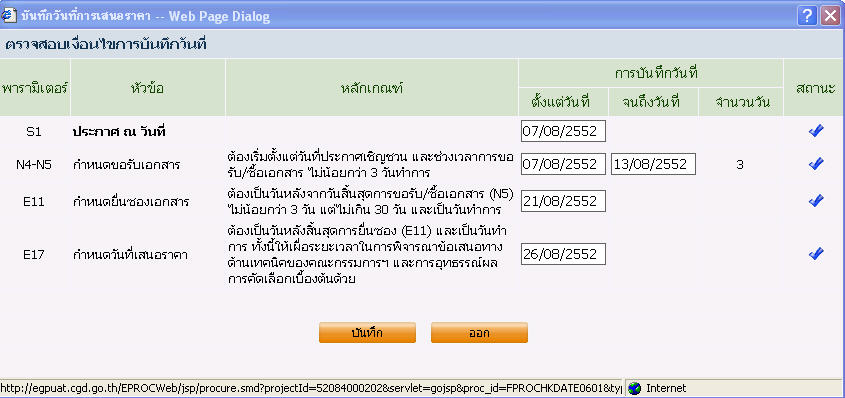 บันทึกวันที่การเสนอราคา -- Web Page Dialog
ตรวจสอบเงื่อนไขการบันทึกวันที่
พารามิเตอร์ หัวข้อ หลักเกณฑ์ การบันทึกวันที่ สถานะ
ตั้งแต่วันที่ จนถึงวันที่ จำนวนวัน
S1 ประกาศ ณ วันที่ 07/08/2552
N4-N5 กำหนดขอรับเอกสาร 07/08/2552 13/08/2552 3
ต้องเริ่มตั้งแต่วันที่ประกาศเชิญชวน และช่วงเวลาการขอ
รับ/ซื้อเอกสาร ไม่น้อยกว่า 3 วันทำการ
E11 กำหนดยื่นซองเอกสาร 21/08/2552
ต้องเป็นวันหลังจากวันสิ้นสุดการขอรับ/ซื้อเอกสาร (N5)
ไม่น้อยกว่า 3 วัน แต่ไม่เกิน 30 วัน และเป็นวันทำการ
E17 กำหนดวันที่เสนอราคา 26/08/2552
ต้องเป็นวันหลังสิ้นสุดการยื่นซอง (E11) และเป็นวันทำ
การ ทั้งนี้ให้เผื่อระยะเวลาในการพิจารณาข้อเสนอทาง
ด้านเทคนิคของคณะกรรมการฯ และการอุทธรณ์ผล
การคัดเลือกเบื้องต้นด้วย
บันทึก ออก
http://egpuat.cgd.go.th/EPROCWeb/jsp/procure.smd?projectId=52084000202&servlet=gojsp&proc_id=FPROCHKDATE0601&ty Internet